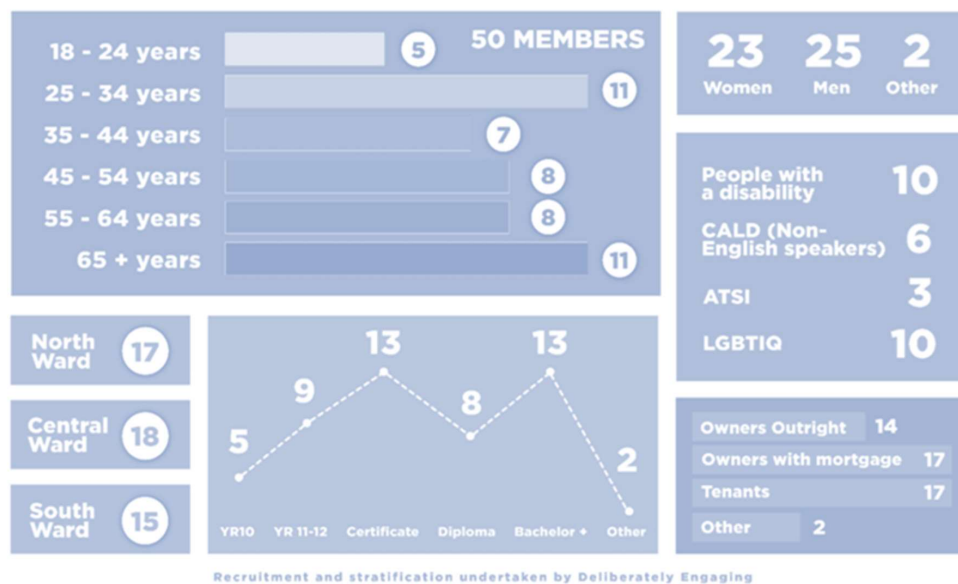 50 MEMBERS
18 - 24 years 5
25 - 34 years 11
35 - 44 years 7
45 - 54 years 8
55 - 64 years 8
65 + years 11
23 25 2
Women Men Other
People with
a disability 10
CALD (Non-
English speakers) 6
ATSI 3
LGBTIQ 10
North
Ward 17
Central
Ward 18
South
Ward 15
5 9 13 8 13 2
YR10 YR 11-12 Certificate Diploma Bachelor + Other
Owners Outright 14
Owners with mortgage 17
Tenants 17
Other 2
Recruitment and stratification undertaken by Deliberately Engaging